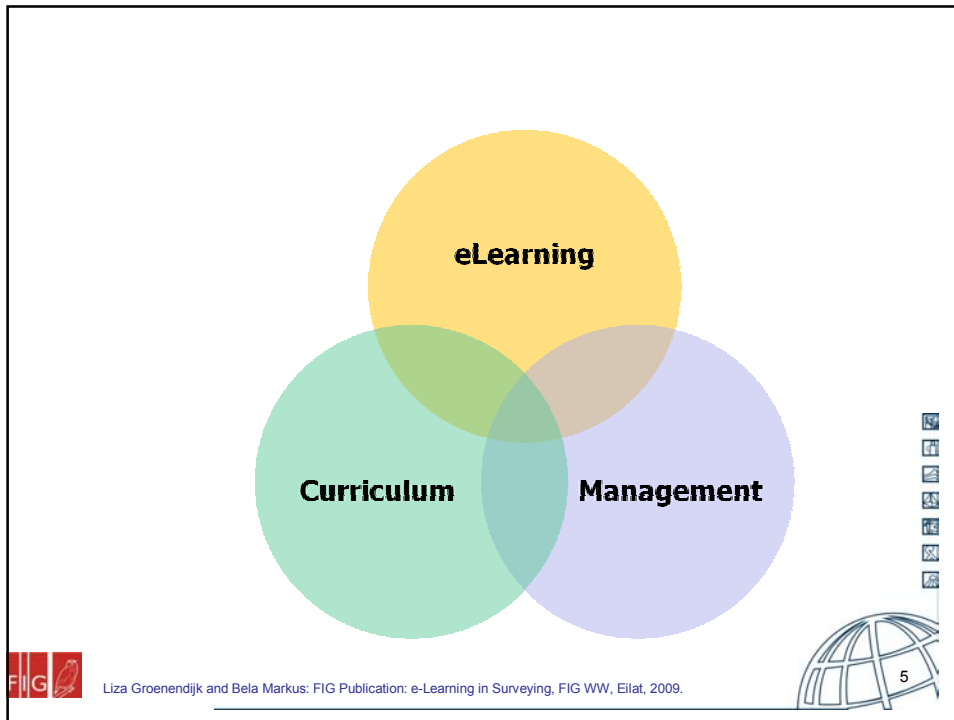 eLearning
Curriculum
Management
FIG
Liza Groenendijk and Bela Markus: FIG Publication: e-Learning in Surveying, FIG WW, Eilat, 2009.
5